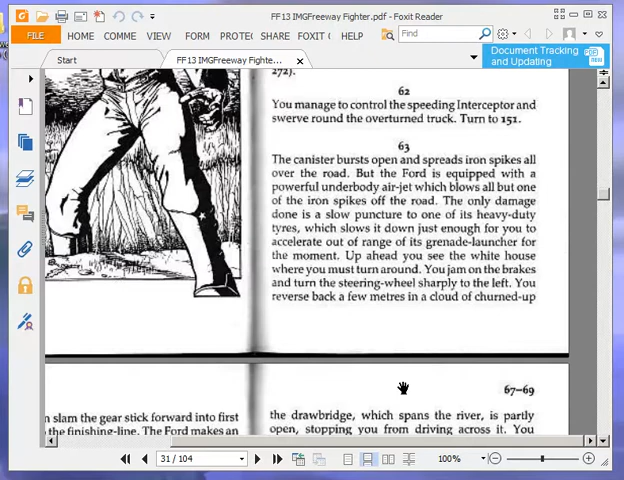 FF13 IMGFreeway Fighter.pdf - Foxit Reader
FILE HOME COMME VIEW FORM PROTE SHARE FOXIT C HELP Find
Start FF13 IMGFreeway Fighte... Document Tracking
and Updating
272).
62
You manage to control the speeding Interceptor and
swerve round the overturned truck. Turn to 151.
63
The canister bursts open and spreads iron spikes all
over the road. But the Ford is equipped with a
powerful underbody air-jet which blows all but one
of the iron spikes off the road. The only damage
done is a slow puncture to one of its heavy-duty
tyres, which slows it down just enough for you to
accelerate out of range of its grenade-launcher for
the moment. Up ahead you see the white house
where you must turn around. You jam on the brakes
and turn the steering-wheel sharply to the left. You
reverse back a few metres in a cloud of churned-up
67–69
n slam the gear stick forward into first
the finishing-line. The Ford makes an
the drawbridge, which spans the river, is partly
open, stopping you from driving across it. You
31 / 104 100%